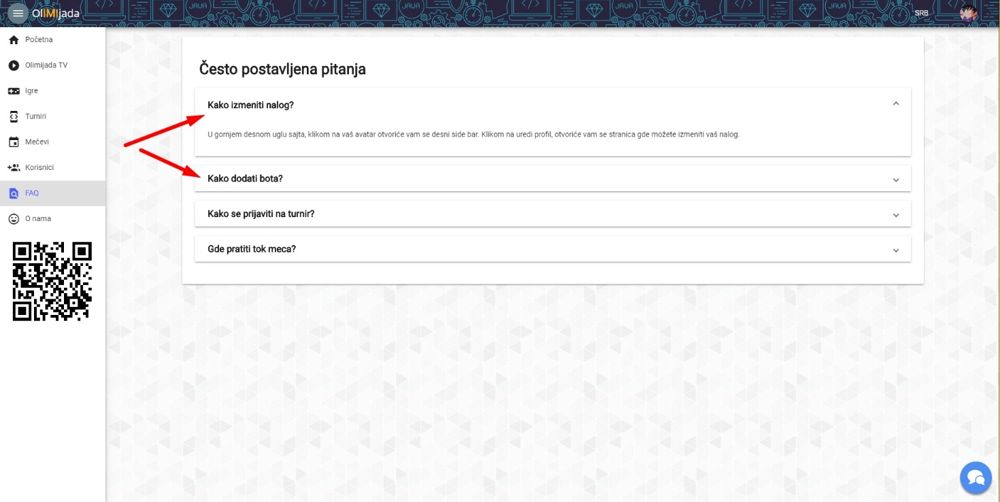 OlIMIjada
SRB
Početna
Olimijada TV
Igre
Turniri
Mečevi
Korisnici
FAQ
O nama
Često postavljena pitanja
Kako izmeniti nalog?
U gornjem desnom uglu sajta, klikom na vaš avatar otvoriće vam se desni side bar. Klikom na uredi profil, otvoriće vam se stranica gde možete izmeniti vaš nalog.
Kako dodati bota?
Kako se prijaviti na turnir?
Gde pratiti tok meca?